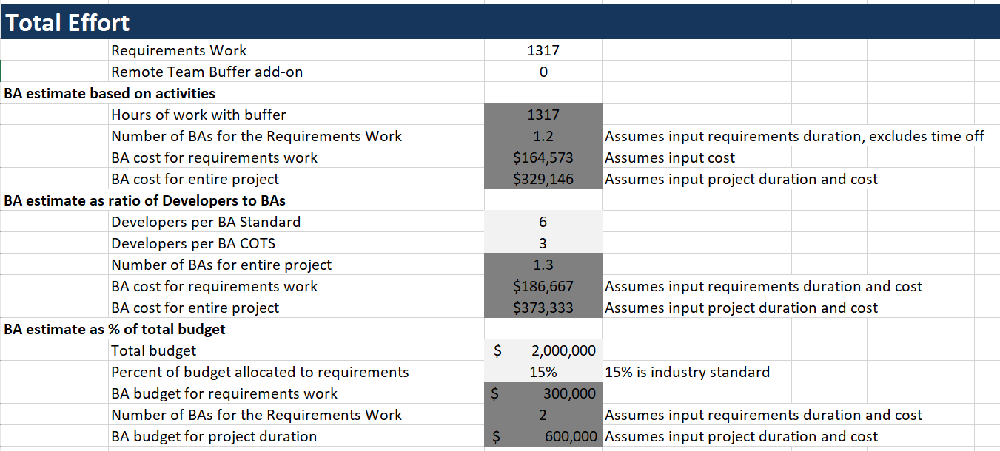 Total Effort
Requirements Work 1317
Remote Team Buffer add-on 0
BA estimate based on activities
Hours of work with buffer 1317
Number of BAs for the Requirements Work 1.2 Assumes input requirements duration, excludes time off
BA cost for requirements work $164,573 Assumes input cost
BA cost for entire project $329,146 Assumes input project duration and cost
BA estimate as ratio of Developers to BAs
Developers per BA Standard 6
Developers per BA COTS 3
Number of BAs for entire project 1.3
BA cost for requirements work $186,667 Assumes input requirements duration and cost
BA cost for entire project $373,333 Assumes input project duration and cost
BA estimate as % of total budget
Total budget $ 2,000,000
Percent of budget allocated to requirements 15% 15% is industry standard
BA budget for requirements work $ 300,000
Number of BAs for the Requirements Work 2 Assumes input requirements duration and cost
BA budget for project duration $ 600,000 Assumes input project duration and cost